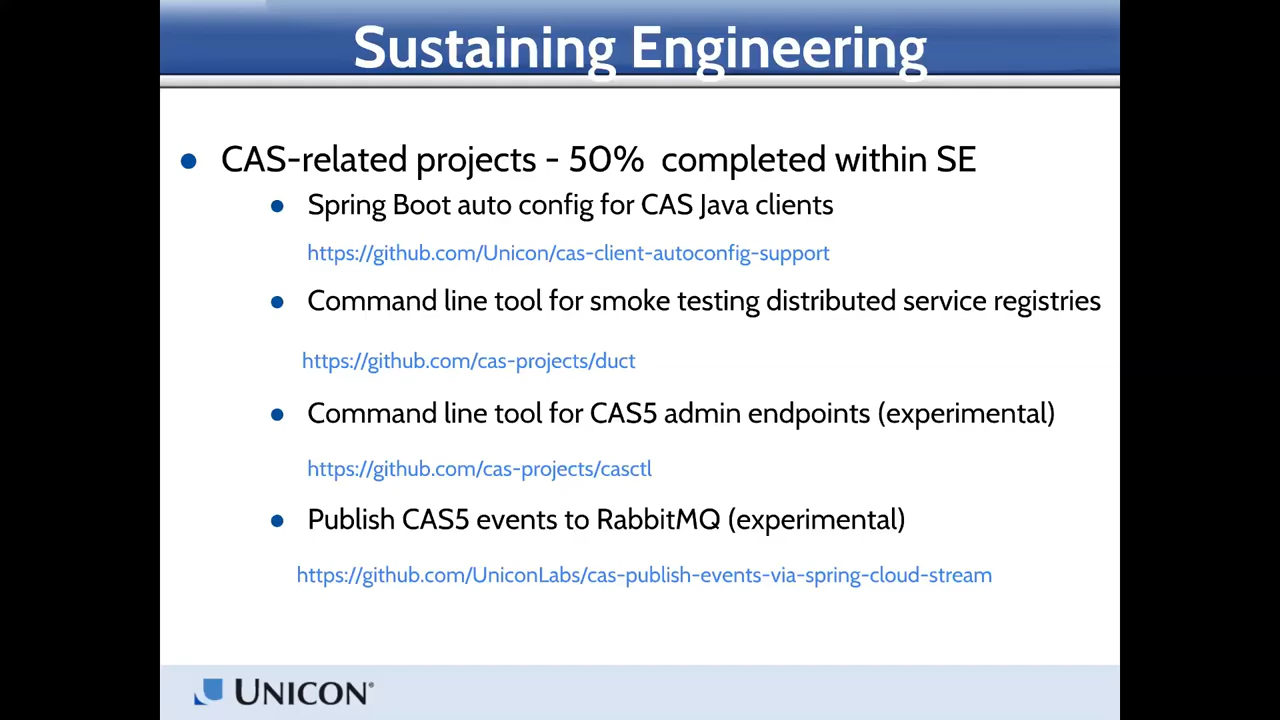 Sustaining Engineering
CAS-related projects - 50% completed within SE
Spring Boot auto config for CAS Java clients
https://github.com/Unicon/cas-client-autoconfig-support
Command line tool for smoke testing distributed service registries
https://github.com/cas-projects/duct
Command line tool for CAS5 admin endpoints (experimental)
https://github.com/cas-projects/casctl
Publish CAS5 events to RabbitMQ (experimental)
https://github.com/UniconLabs/cas-publish-events-via-spring-cloud-stream
UNICON®